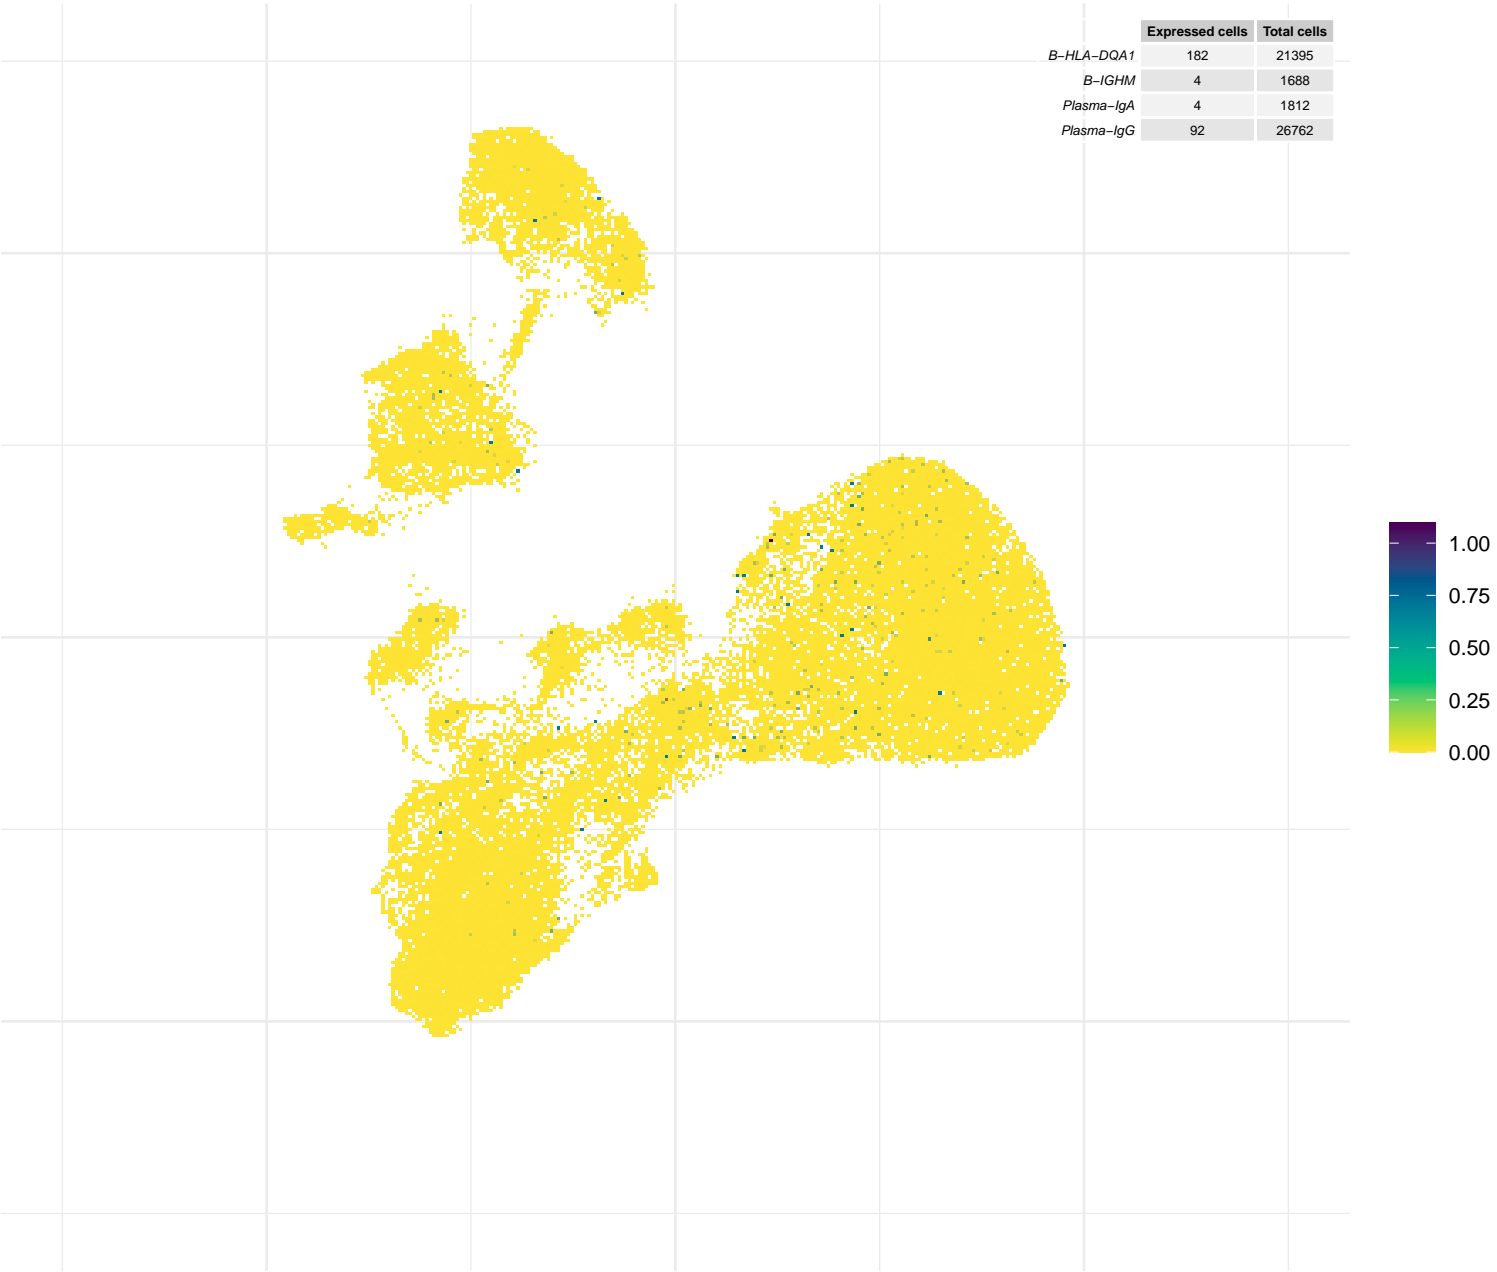 Expressed cells Total cells
B−HLA−DQA1 182 21395
B−IGHM 4 1688
Plasma−IgA 4 1812
Plasma−IgG 92 26762
1.00
0.75
0.50
0.25
0.00